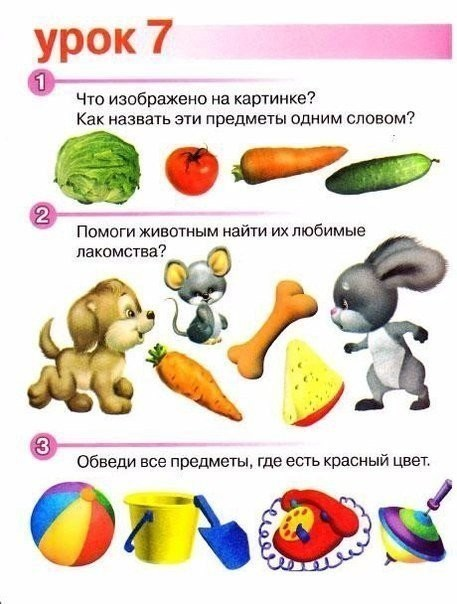 урок 7
1
Что изображено на картинке?
Как назвать эти предметы одним словом?
2
Помоги животным найти их любимые
лакомства?
3
Обведи все предметы, где есть красный цвет.